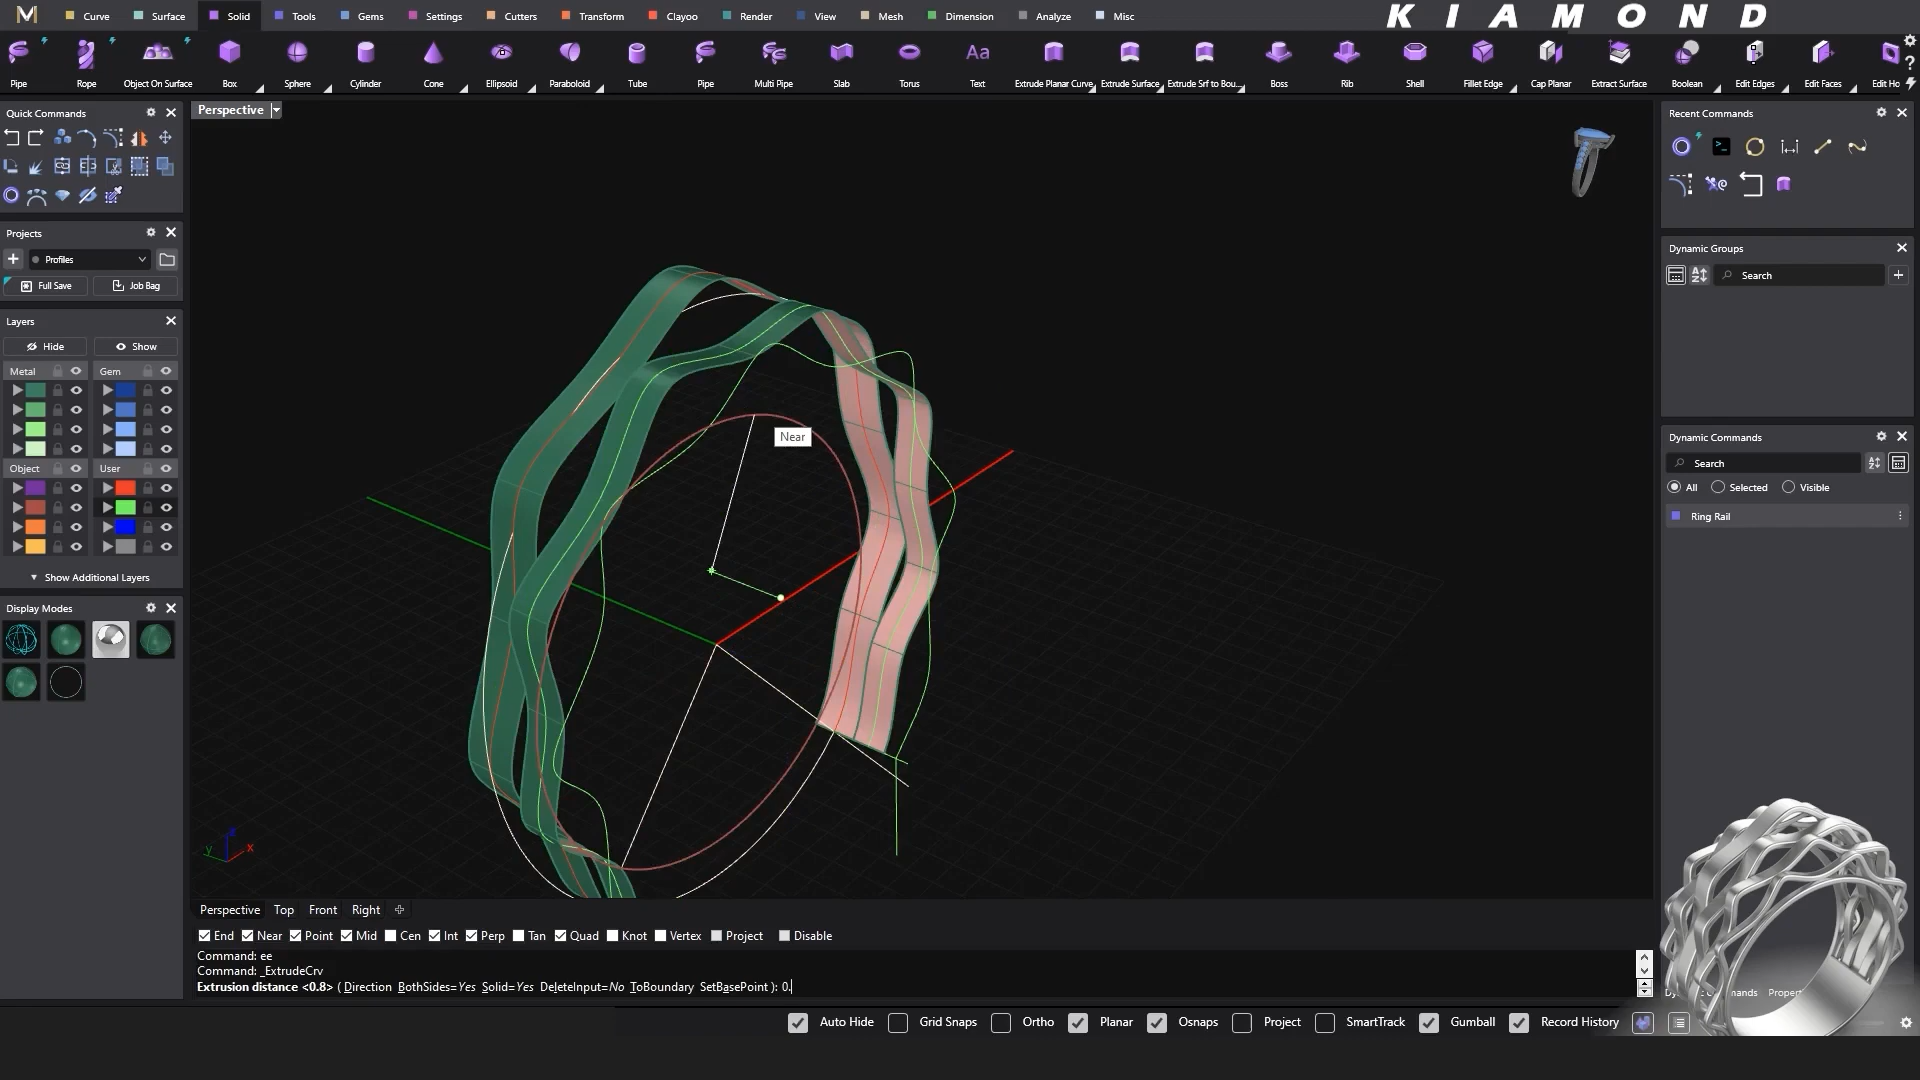 Curve Surface Solid Tools Gems Settings Cutters Transform Clayoo Render View Mesh Dimension Analyze Misc
KIAMOND
Pipe Rope Object On Surface Box Sphere Cylinder Cone Ellipsoid Paraboloid Tube Pipe Multi Pipe Slab Torus Text Extrude Planar Curve Extrude Surface Extrude Srf to Bou... Boss Rib Shell Fillet Edge Cap Planar Extract Surface Boolean Edit Edges Edit Faces Edit Ho
Aa
Quick Commands
Projects
Profiles
Full Save Job Bag
Layers
Hide Show
Metal Gem
Object User
Show Additional Layers
Display Modes
Perspective
Near
y x
Recent Commands
Dynamic Groups
Search
Dynamic Commands
Search
All Selected Visible
Ring Rail
Perspective Top Front Right
End Near Point Mid Cen Int Perp Tan Quad Knot Vertex Project Disable
Command: ee
Command: _ExtrudeCrv
Extrusion distance <0.8> ( Direction BothSides=Yes Solid=Yes DeleteInput=No ToBoundary SetBasePoint ): 0.
Auto Hide Grid Snaps Ortho Planar Osnaps Project SmartTrack Gumball Record History